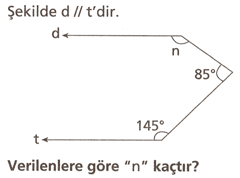 Şekilde d // t'dir.
d
n
85°
145°
t
Verilenlere göre "n" kaçtır?